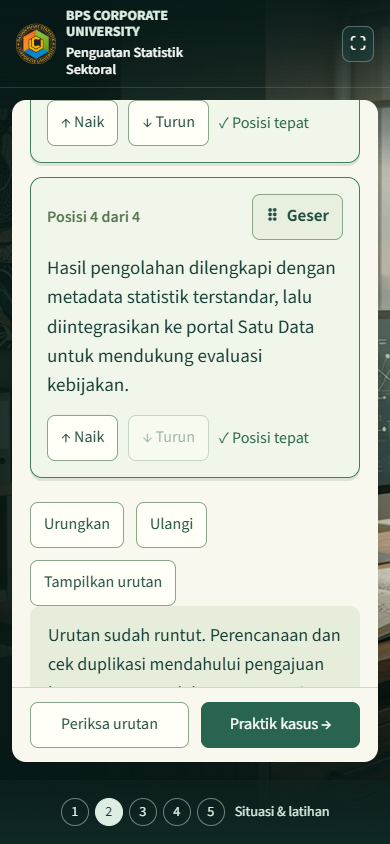 BPS CORPORATE
UNIVERSITY
Penguatan Statistik
Sektoral
↑ Naik
↓ Turun
✓ Posisi tepat
Posisi 4 dari 4
⠿ Geser
Hasil pengolahan dilengkapi dengan
metadata statistik terstandar, lalu
diintegrasikan ke portal Satu Data
untuk mendukung evaluasi
kebijakan.
↑ Naik
↓ Turun
✓ Posisi tepat
Urungkan
Ulangi
Tampilkan urutan
Urutan sudah runtut. Perencanaan dan
cek duplikasi mendahului pengajuan
Periksa urutan
Praktik kasus →
1 2 3 4 5 Situasi & latihan